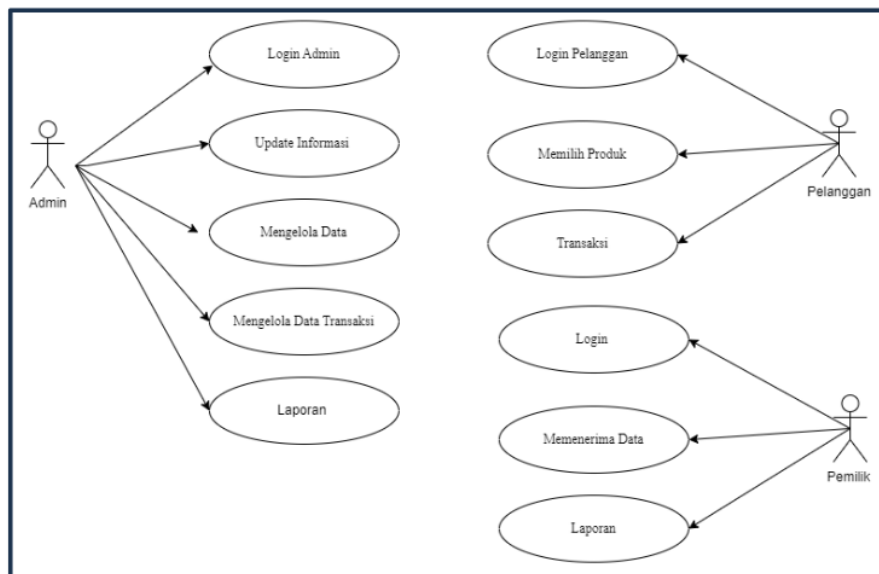 Login Admin
Update Informasi
Mengelola Data
Mengelola Data Transaksi
Laporan
Admin
Login Pelanggan
Memilih Produk
Transaksi
Pelanggan
Login
Memenerima Data
Laporan
Pemilik